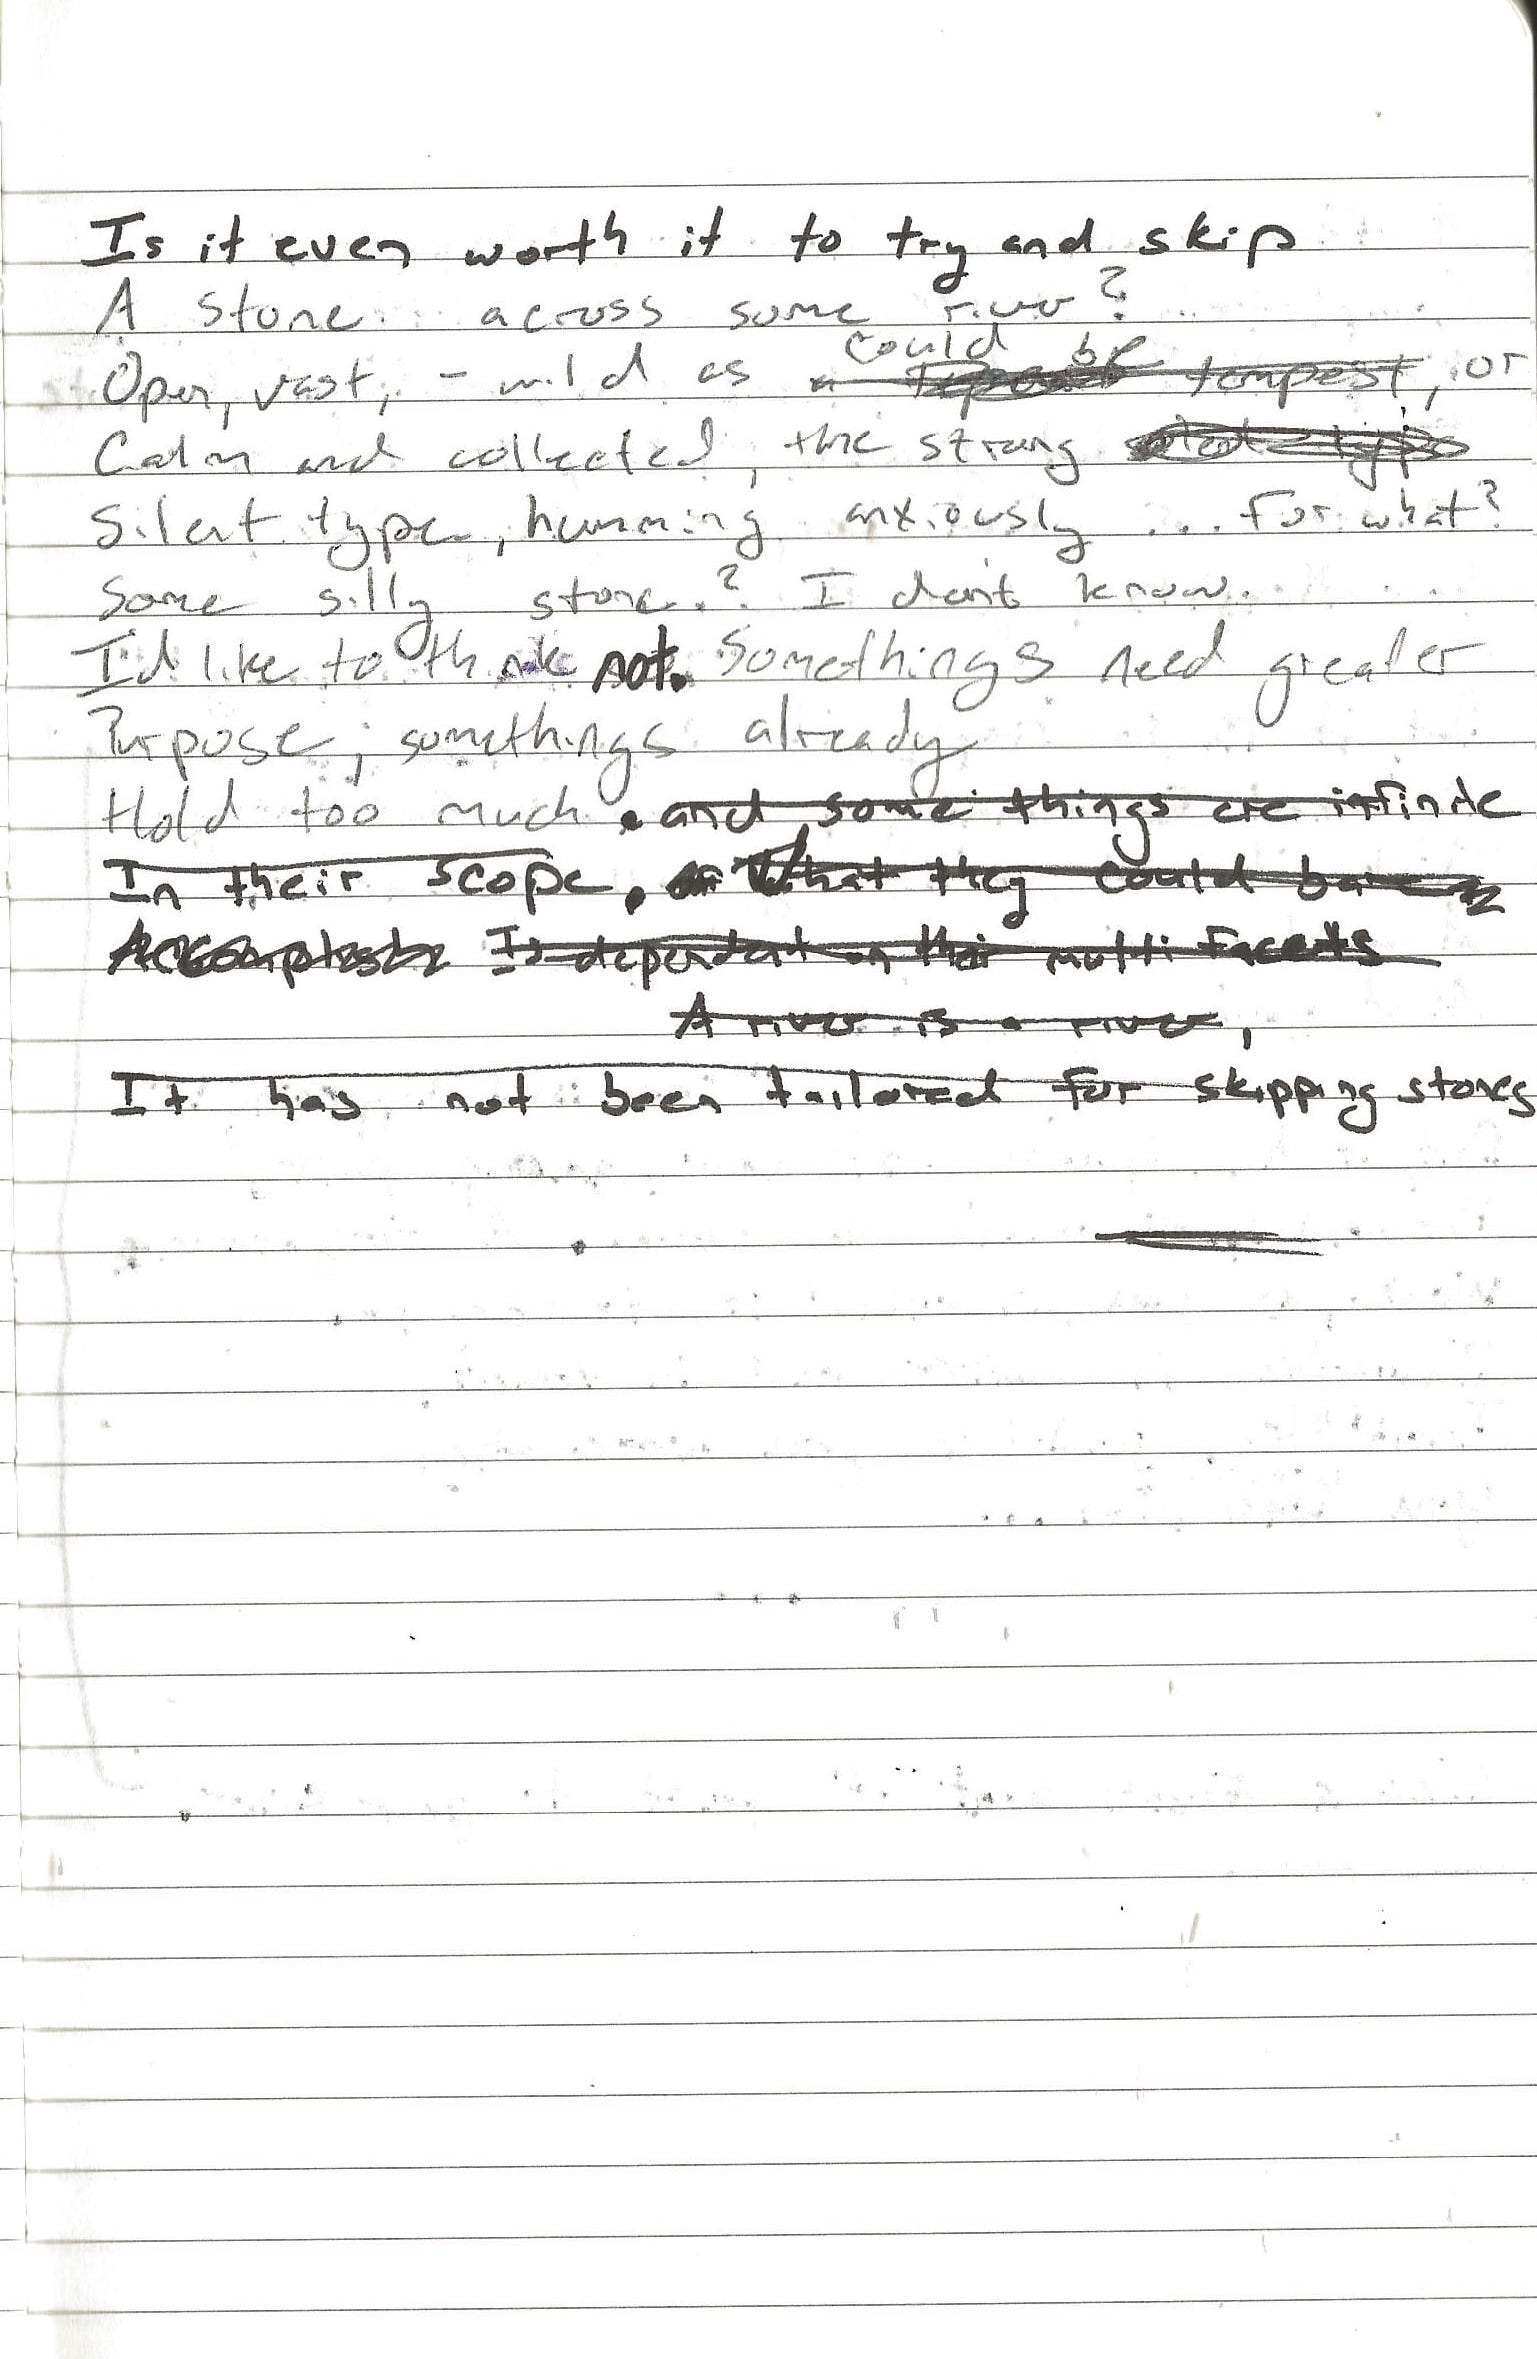 Is it even worth it to try and skip
A stone across some river?
could be
Open, vast, - wild as a tempest, or
Calm and collected, the strong
Silent type, humming anxiously ... For what?
Some silly stone? I don't know.
I'd like to think not. Somethings need greater
Purpose; somethings already
Hold too much. and some things are infinite
In their scope, What they could
Accomplish Is dependent on their multi facets
A river is a river,
It has not been tailored for skipping stones